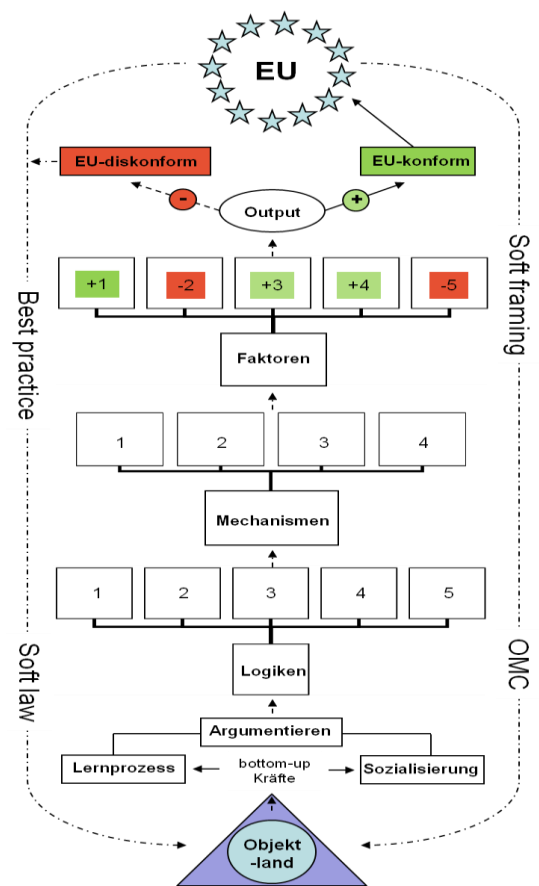 EU
EU-diskonform
EU-konform
-
+
Output
+1
-2
+3
+4
-5
Faktoren
1
2
3
4
Mechanismen
1
2
3
4
5
Logiken
Argumentieren
Lernprozess
bottom-up
Kräfte
Sozialisierung
Objekt
-land
Best practice
Soft law
Soft framing
OMC